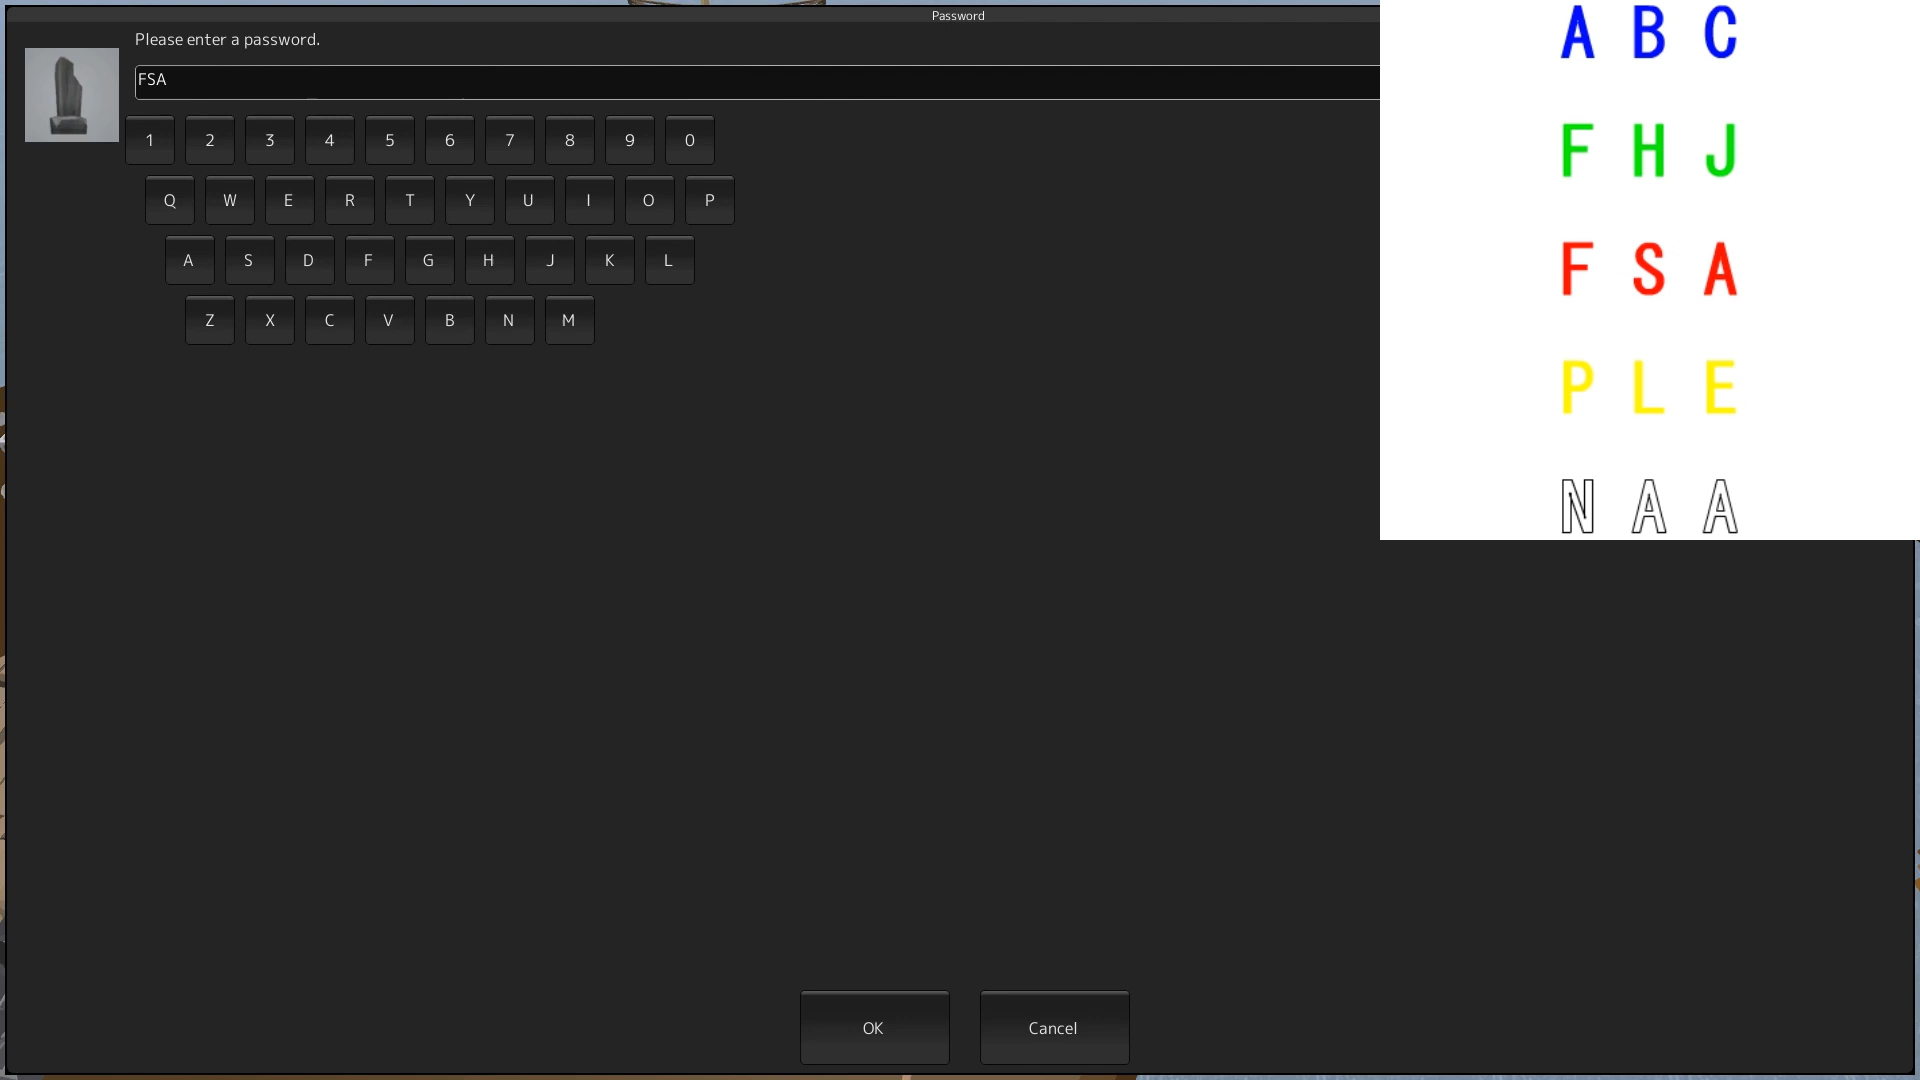 Password
Please enter a password.
FSA
1 2 3 4 5 6 7 8 9 0
Q W E R T Y U I O P
A S D F G H J K L
Z X C V B N M
OK Cancel
A B C
F H J
F S A
P L E
N A A